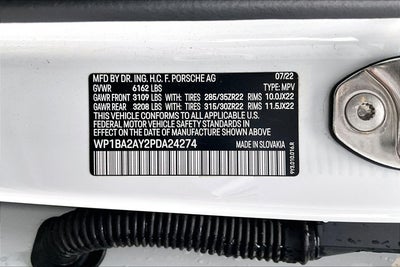 MFD BY DR. ING. H.C. F. PORSCHE AG 07/22
GVWR 6162 LBS TYPE: MPV
GAWR FRONT 3109 LBS WITH: TIRES 285/35ZR22 RIMS 10.0JX22
GAWR REAR 3208 LBS WITH: TIRES 315/30ZR22 RIMS 11.5JX22
THIS VEHICLE CONFORMS TO ALL APPLICABLE U.S.
FEDERAL MOTOR VEHICLE SAFETY STANDARDS IN
EFFECT ON THE DATE OF MANUFACTURE SHOWN ABOVE.
WP1BA2AY2PDA24274 MADE IN SLOVAKIA
9Y3.010.016.R